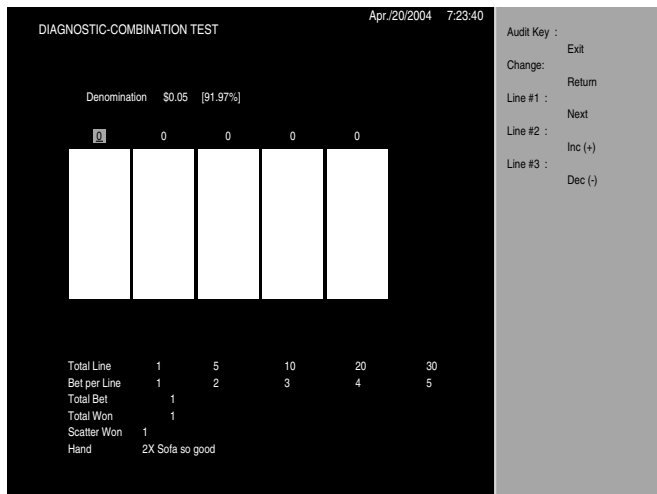 Apr./20/2004 7:23:40
DIAGNOSTIC-COMBINATION TEST
Denomination $0.05 [91.97%]
0 0 0 0 0
Total Line 1 5 10 20 30
Bet per Line 1 2 3 4 5
Total Bet 1
Total Won 1
Scatter Won 1
Hand 2X Sofa so good
Audit Key :
Exit
Change:
Return
Line #1 :
Next
Line #2 :
Inc (+)
Line #3 :
Dec (-)